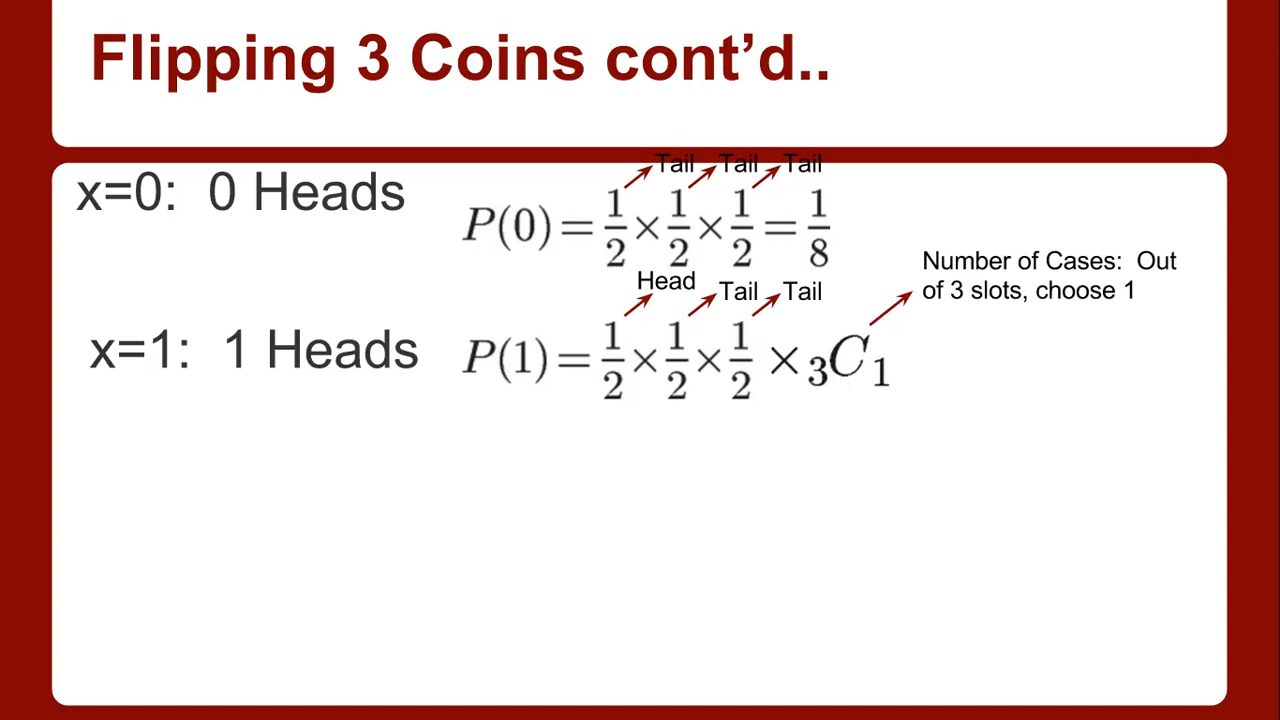 Flipping 3 Coins cont’d..
Tail Tail Tail
x=0: 0 Heads P(0) = 1/2 × 1/2 × 1/2 = 1/8
Number of Cases: Out
of 3 slots, choose 1
Head Tail Tail
x=1: 1 Heads P(1) = 1/2 × 1/2 × 1/2 × ₃C₁